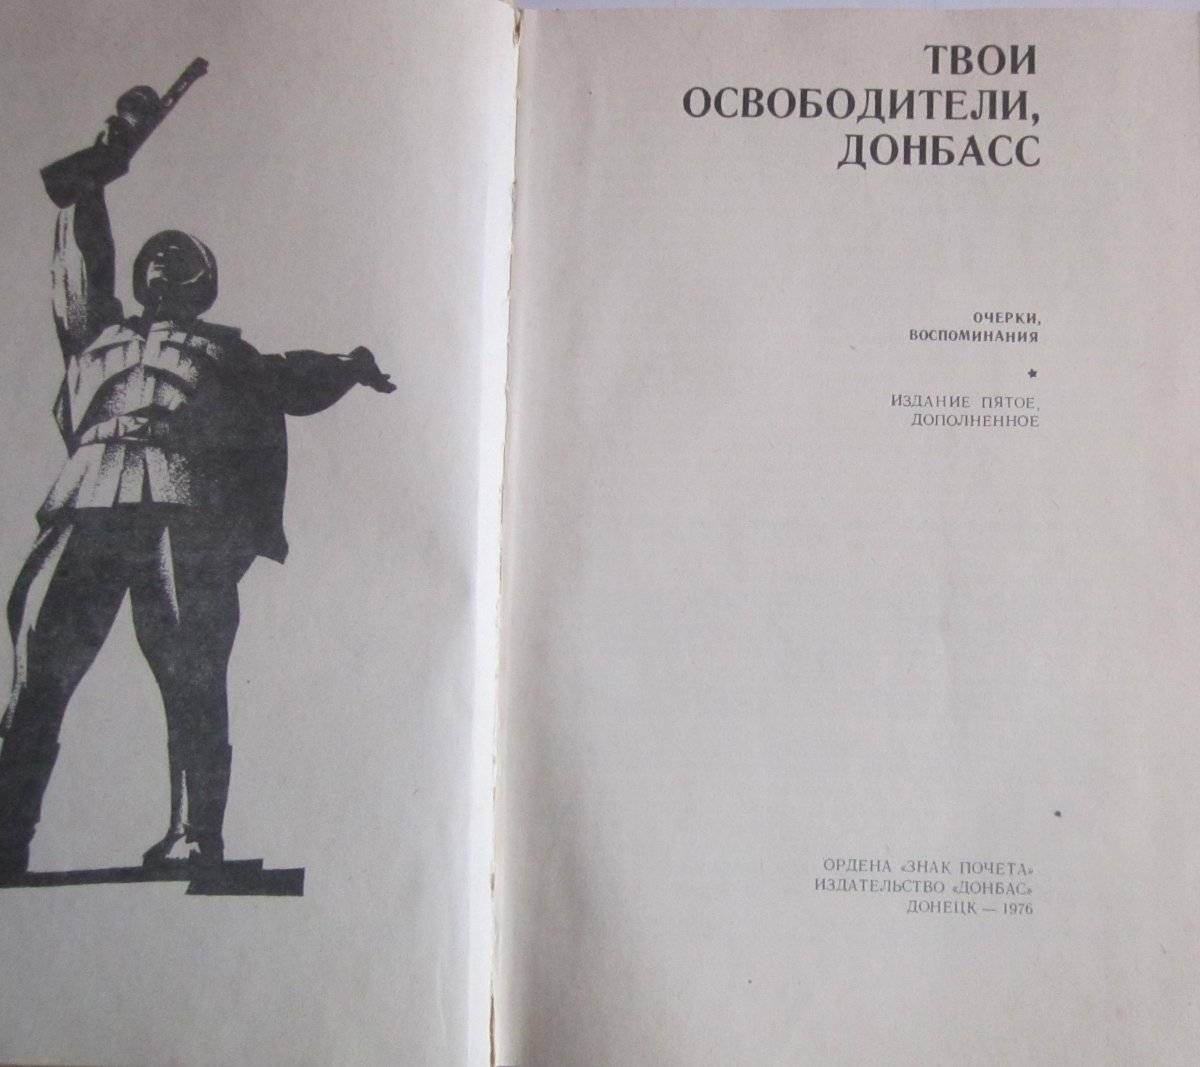 ТВОИ
ОСВОБОДИТЕЛИ,
ДОНБАСС
ОЧЕРКИ,
ВОСПОМИНАНИЯ
ИЗДАНИЕ ПЯТОЕ,
ДОПОЛНЕННОЕ
ОРДЕНА «ЗНАК ПОЧЕТА»
ИЗДАТЕЛЬСТВО «ДОНБАС»
ДОНЕЦК — 1976